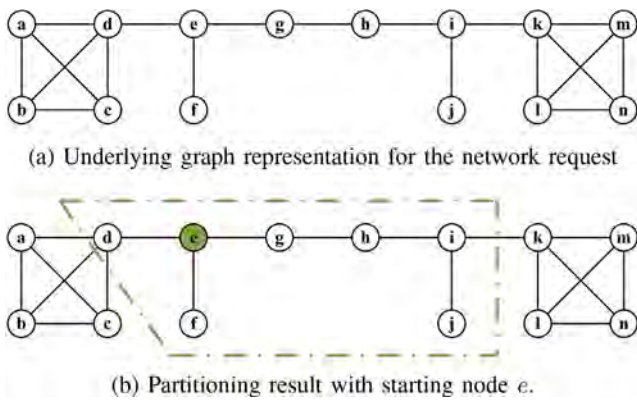 a d e g h i k m
b c f j l n
(a) Underlying graph representation for the network request
a d e g h i k m
b c f j l n
(b) Partitioning result with starting node e.